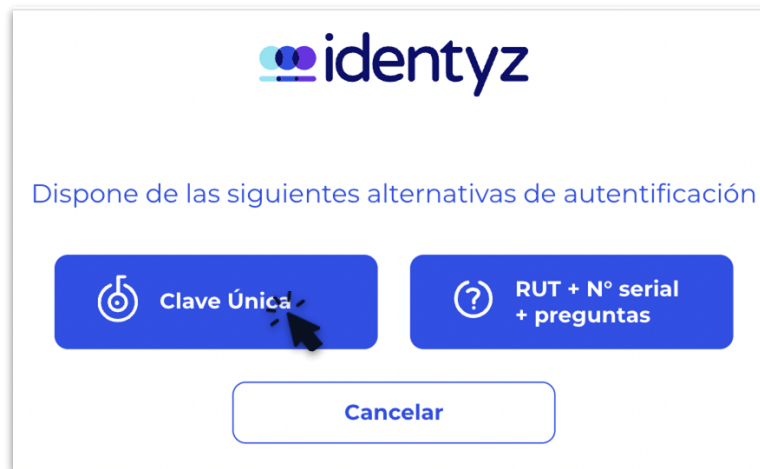 identyz
Dispone de las siguientes alternativas de autentificación
Clave Única
RUT + N° serial
+ preguntas
Cancelar